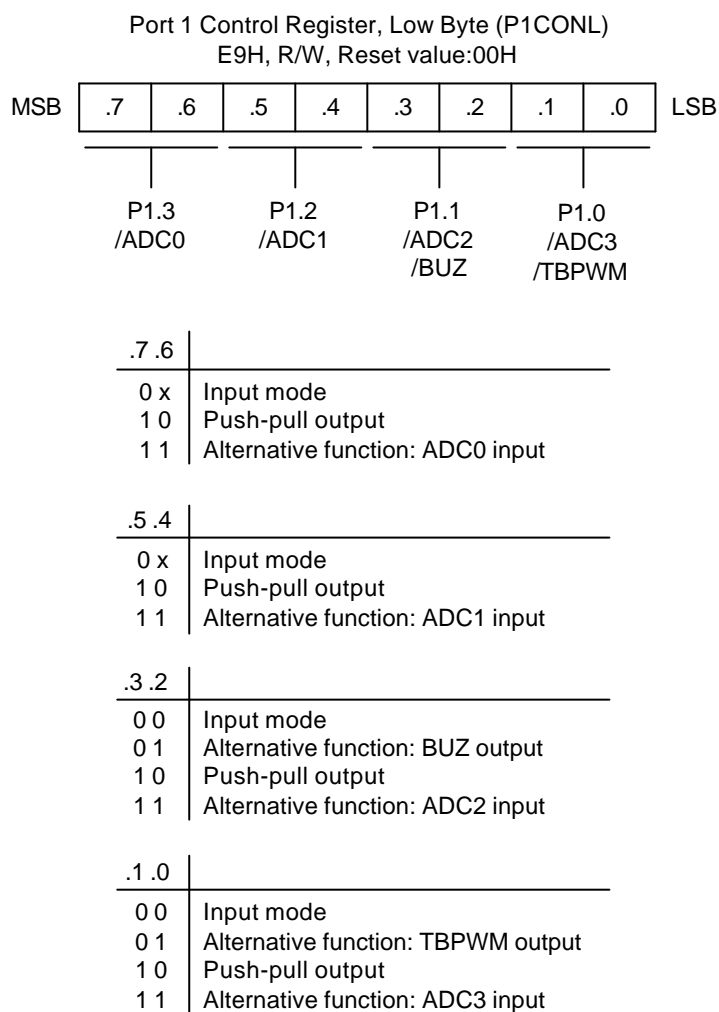 Port 1 Control Register, Low Byte (P1CONL)
E9H, R/W, Reset value:00H
MSB .7 .6 .5 .4 .3 .2 .1 .0 LSB
P1.3 P1.2 P1.1 P1.0
/ADC0 /ADC1 /ADC2 /ADC3
/BUZ /TBPWM
.7 .6
0 x Input mode
1 0 Push-pull output
1 1 Alternative function: ADC0 input
.5 .4
0 x Input mode
1 0 Push-pull output
1 1 Alternative function: ADC1 input
.3 .2
0 0 Input mode
0 1 Alternative function: BUZ output
1 0 Push-pull output
1 1 Alternative function: ADC2 input
.1 .0
0 0 Input mode
0 1 Alternative function: TBPWM output
1 0 Push-pull output
1 1 Alternative function: ADC3 input